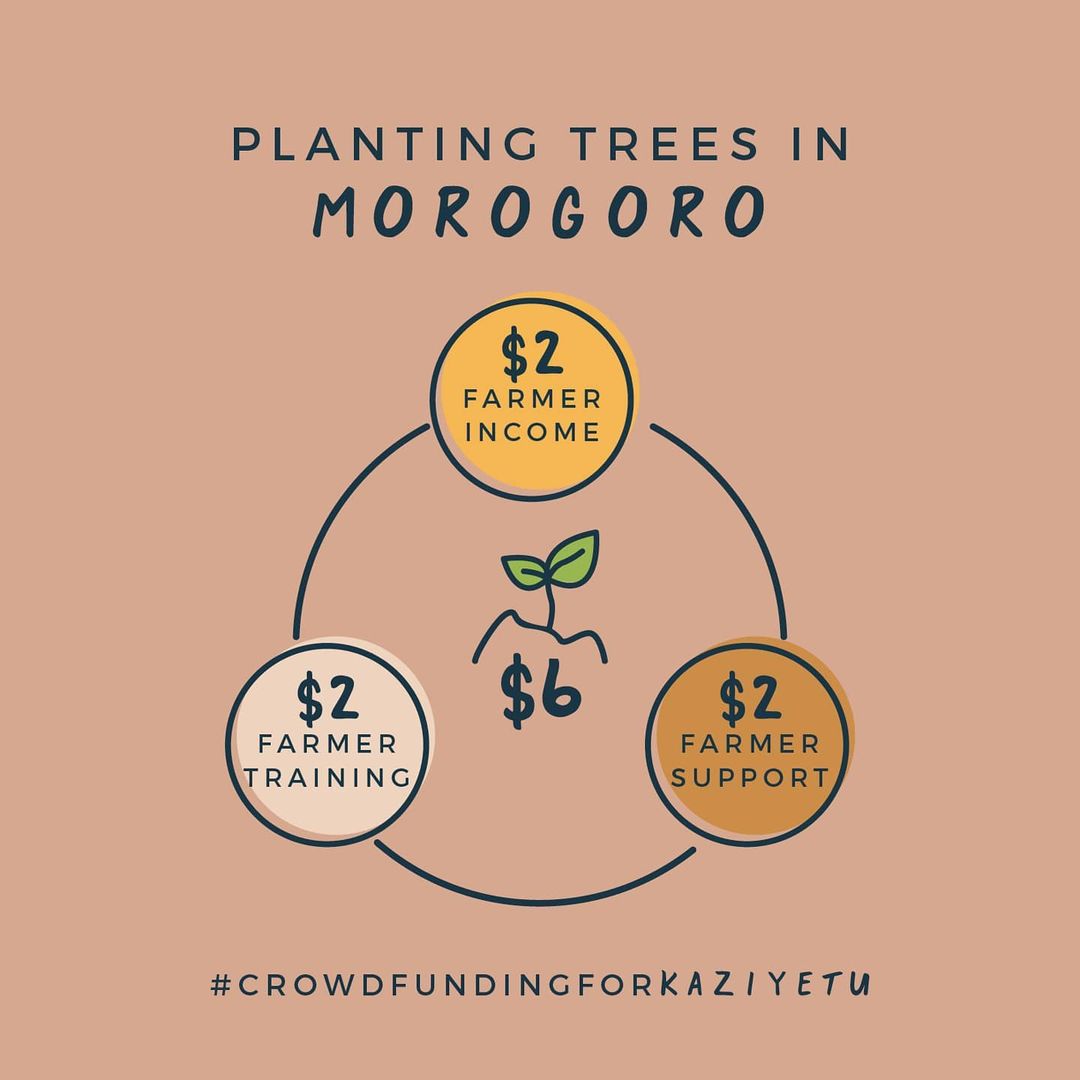 PLANTING TREES IN
MOROGORO
$2
FARMER
INCOME
$6
$2
FARMER
TRAINING
$2
FARMER
SUPPORT
#CROWDFUNDINGFORKAZIYETU